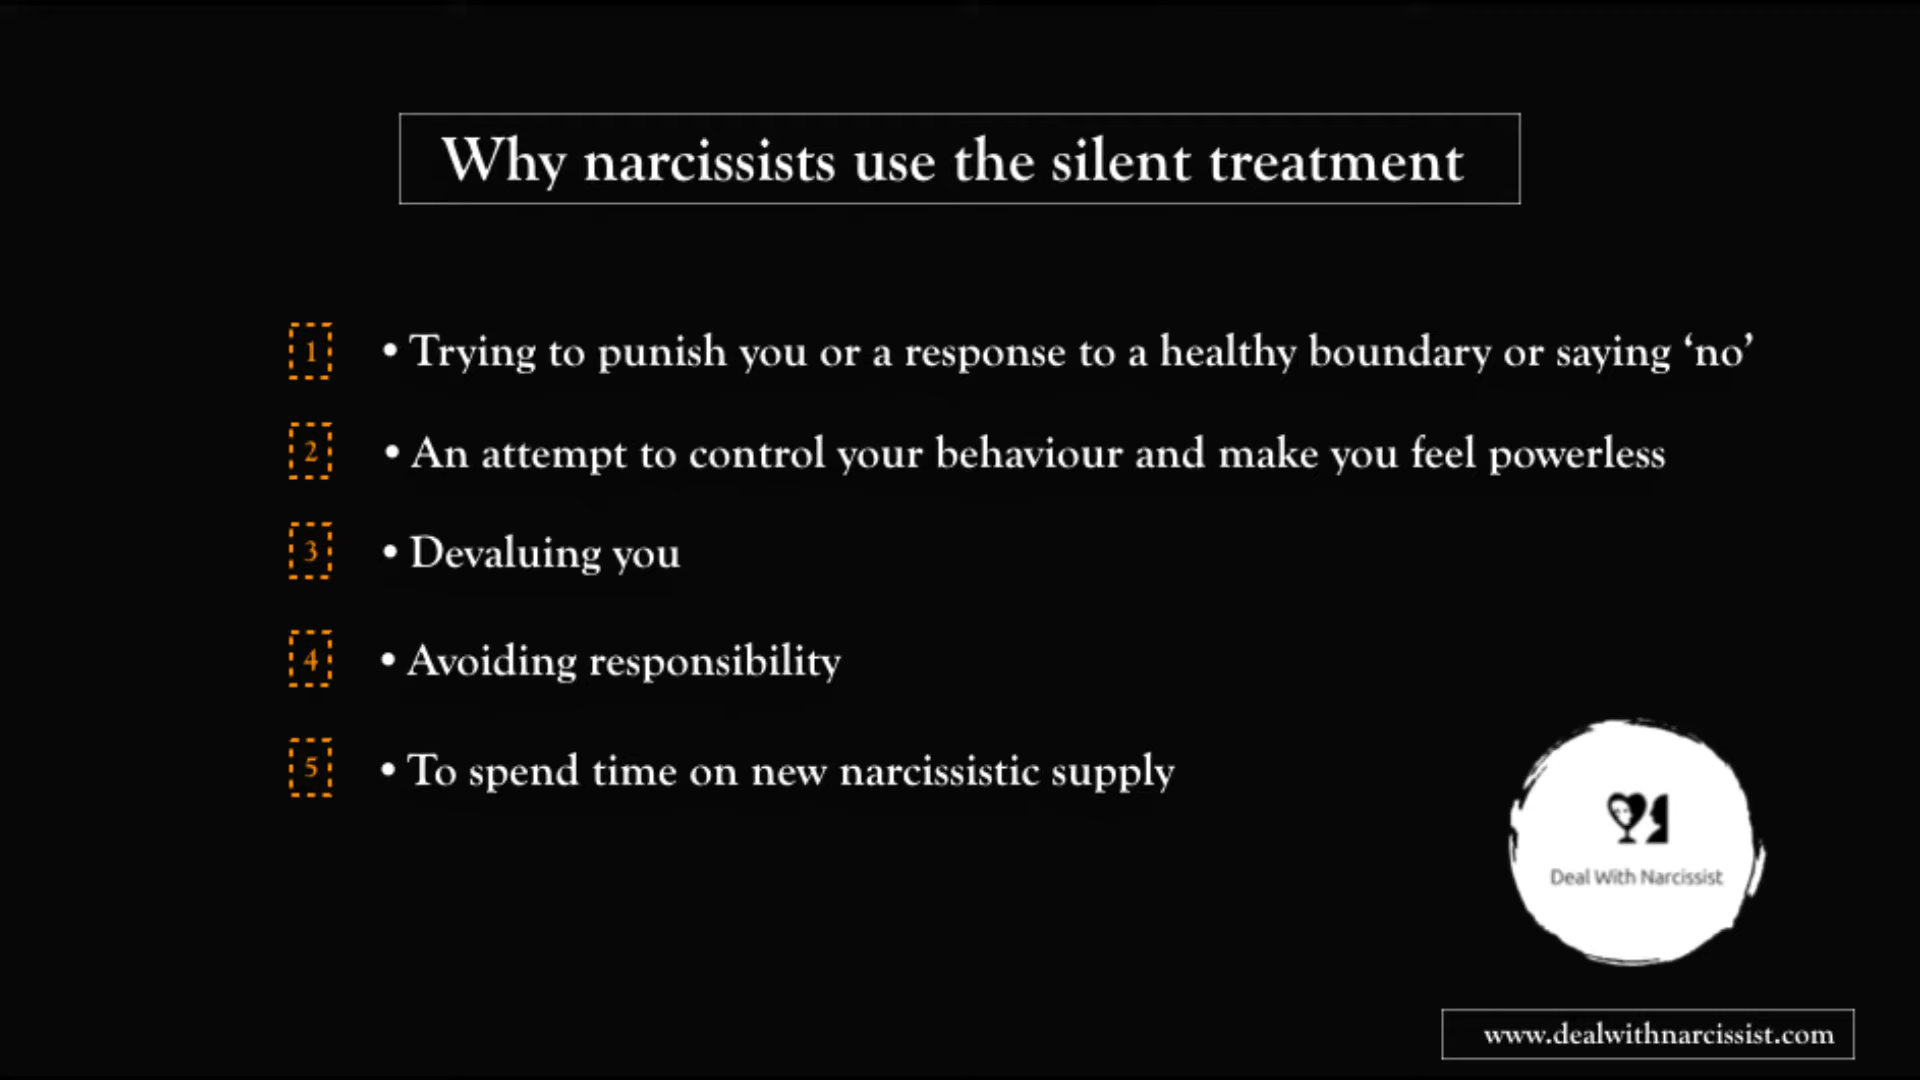 Why narcissists use the silent treatment
1 • Trying to punish you or a response to a healthy boundary or saying ‘no’
2 • An attempt to control your behaviour and make you feel powerless
3 • Devaluing you
4 • Avoiding responsibility
5 • To spend time on new narcissistic supply
Deal With Narcissist
www.dealwithnarcissist.com